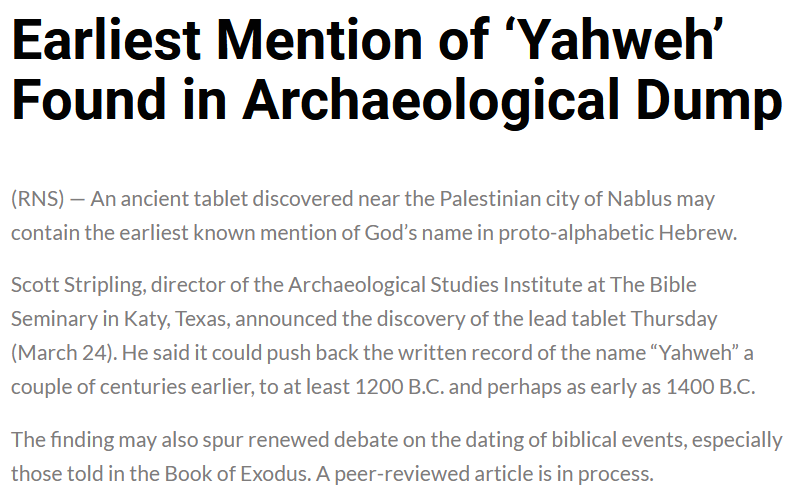 Earliest Mention of ‘Yahweh’
Found in Archaeological Dump
(RNS) — An ancient tablet discovered near the Palestinian city of Nablus may
contain the earliest known mention of God’s name in proto-alphabetic Hebrew.
Scott Stripling, director of the Archaeological Studies Institute at The Bible
Seminary in Katy, Texas, announced the discovery of the lead tablet Thursday
(March 24). He said it could push back the written record of the name “Yahweh” a
couple of centuries earlier, to at least 1200 B.C. and perhaps as early as 1400 B.C.
The finding may also spur renewed debate on the dating of biblical events, especially
those told in the Book of Exodus. A peer-reviewed article is in process.